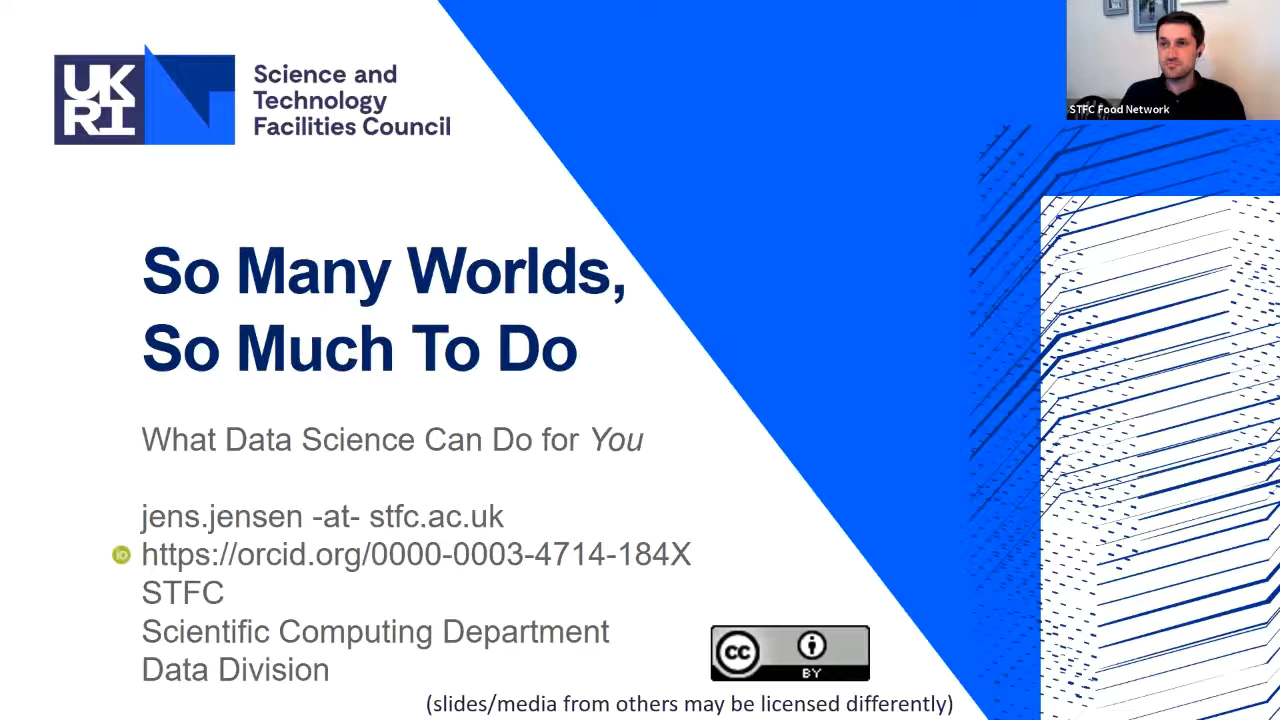 UK
RI
Science and
Technology
Facilities Council
STFC Food Network
So Many Worlds,
So Much To Do
What Data Science Can Do for You
jens.jensen -at- stfc.ac.uk
iD https://orcid.org/0000-0003-4714-184X
STFC
Scientific Computing Department
Data Division
cc
BY
(slides/media from others may be licensed differently)